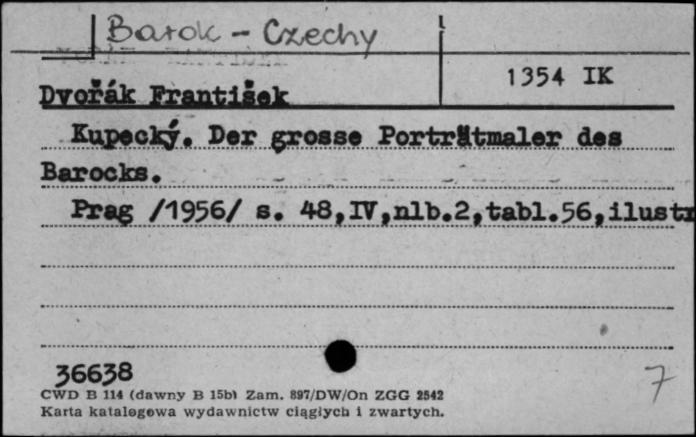 Barok - Czechy
1354 IK
Dvořák František
Kupecký. Der grosse Porträtmaler des
Barocks.
Prag /1956/ s. 48,IV,nlb.2,tabl.56,ilustr
36638
7
CWD B 114 (dawny B 15b) Zam. 897/DW/On ZGG 2542
Karta katalogowa wydawnictw ciągłych i zwartych.